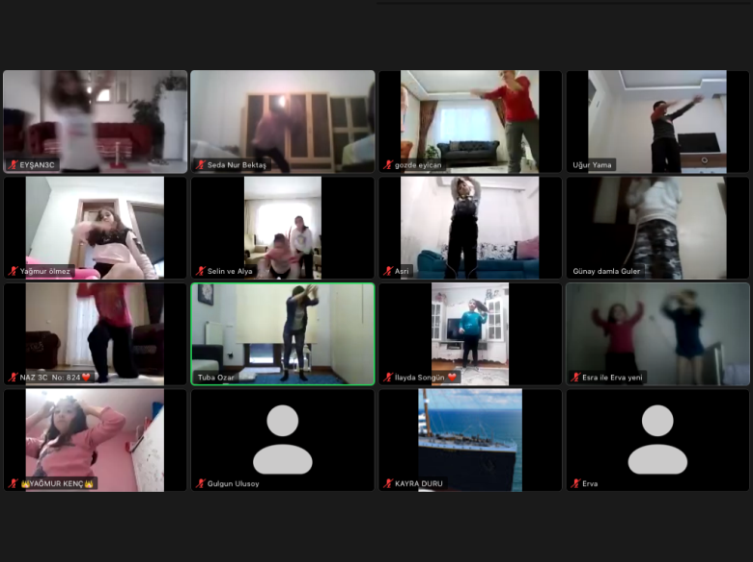 EYŞAN3C
Seda Nur Bektaş
gozde eyican
Uğur Yama
Yağmur ölmez
Selin ve Alya
Asri
Günay damla Guler
NAZ 3C No: 824❤️
Tuba Ozar
İlayda Songün ❤️
Esra ile Erva yeni
👑YAĞMUR KENÇ👑
Gulgun Ulusoy
KAYRA DURU
Erva